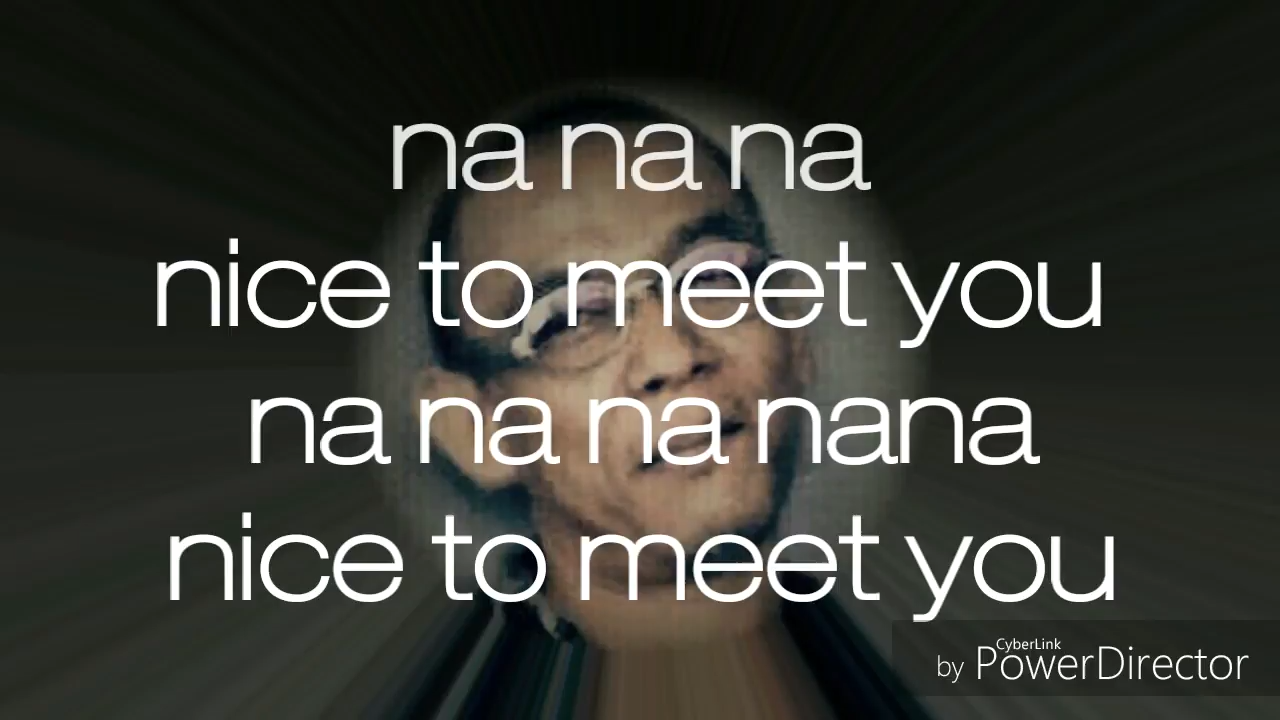 na na na
nice to meet you
na na na nana
nice to meet you
by CyberLink PowerDirector